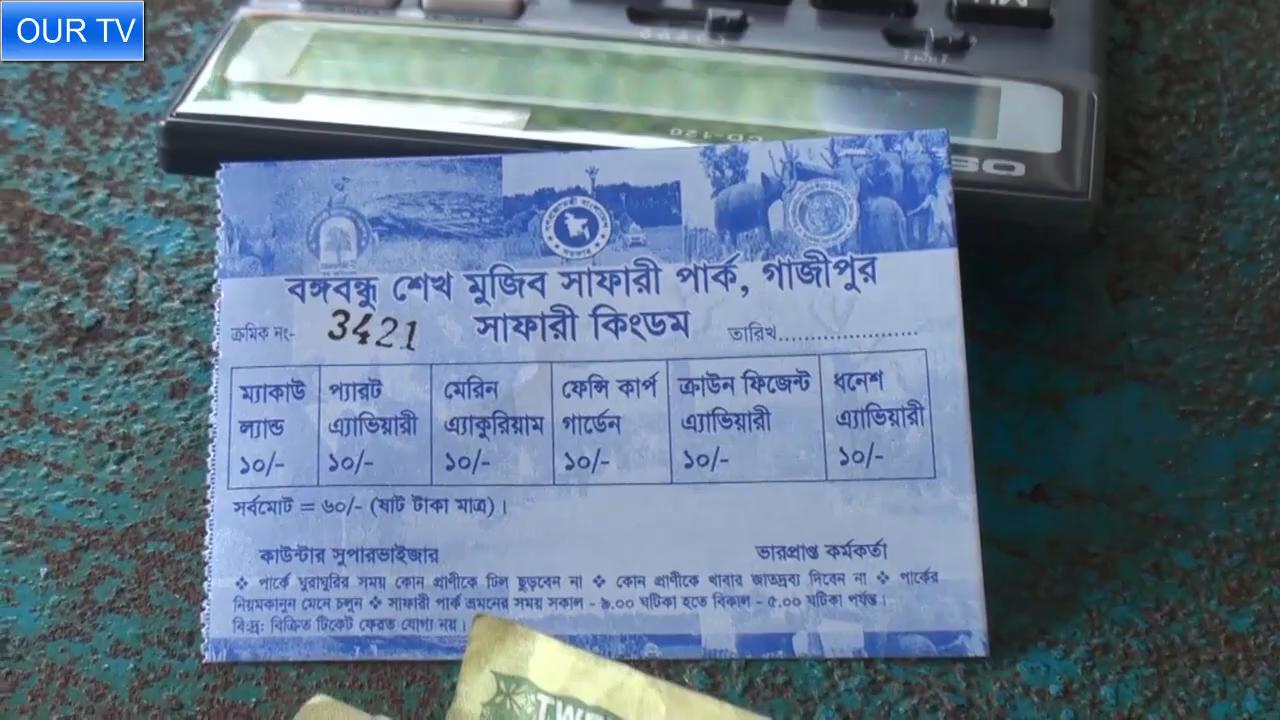 OUR TV
CD-120
বঙ্গবন্ধু শেখ মুজিব সাফারী পার্ক, গাজীপুর
ক্রমিক নং- 3421 সাফারী কিংডম তারিখ......................
ম্যাকাউ ল্যান্ড ১০/-
প্যারট এ্যাভিয়ারী ১০/-
মেরিন এ্যাকুরিয়াম ১০/-
ফেন্সি কার্প গার্ডেন ১০/-
ক্রাউন ফিজেন্ট এ্যাভিয়ারী ১০/-
ধনেশ এ্যাভিয়ারী ১০/-
সর্বমোট = ৬০/- (ষাট টাকা মাত্র)।
কাউন্টার সুপারভাইজার ভারপ্রাপ্ত কর্মকর্তা
❖ পার্কে ঘুরাঘুরির সময় কোন প্রাণীকে ঢিল ছুড়বেন না ❖ কোন প্রাণীকে খাবার জাতদ্রব্য দিবেন না ❖ পার্কের
নিয়মকানুন মেনে চলুন ❖ সাফারী পার্ক ভ্রমনের সময় সকাল - ৯.০০ ঘটিকা হতে বিকাল - ৫.০০ ঘটিকা পর্যন্ত।
বি:দ্র: বিক্রিত টিকেট ফেরত যোগ্য নয়।